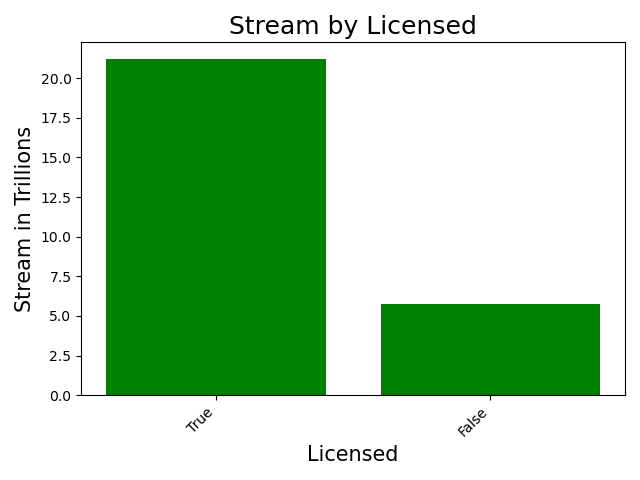 Stream by Licensed
Stream in Trillions
20.0
17.5
15.0
12.5
10.0
7.5
5.0
2.5
0.0
True
False
Licensed